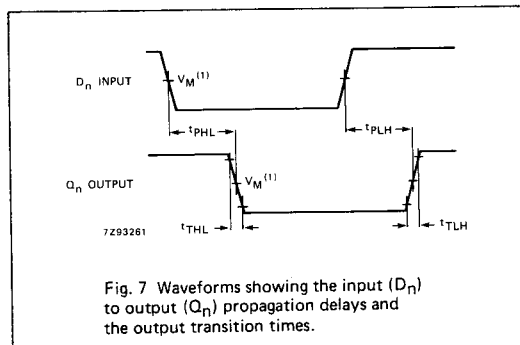 Dn INPUT
VM(1)
tPHL
tPLH
Qn OUTPUT
VM(1)
7Z93261
tTHL
tTLH
Fig. 7 Waveforms showing the input (Dn)
to output (Qn) propagation delays and
the output transition times.